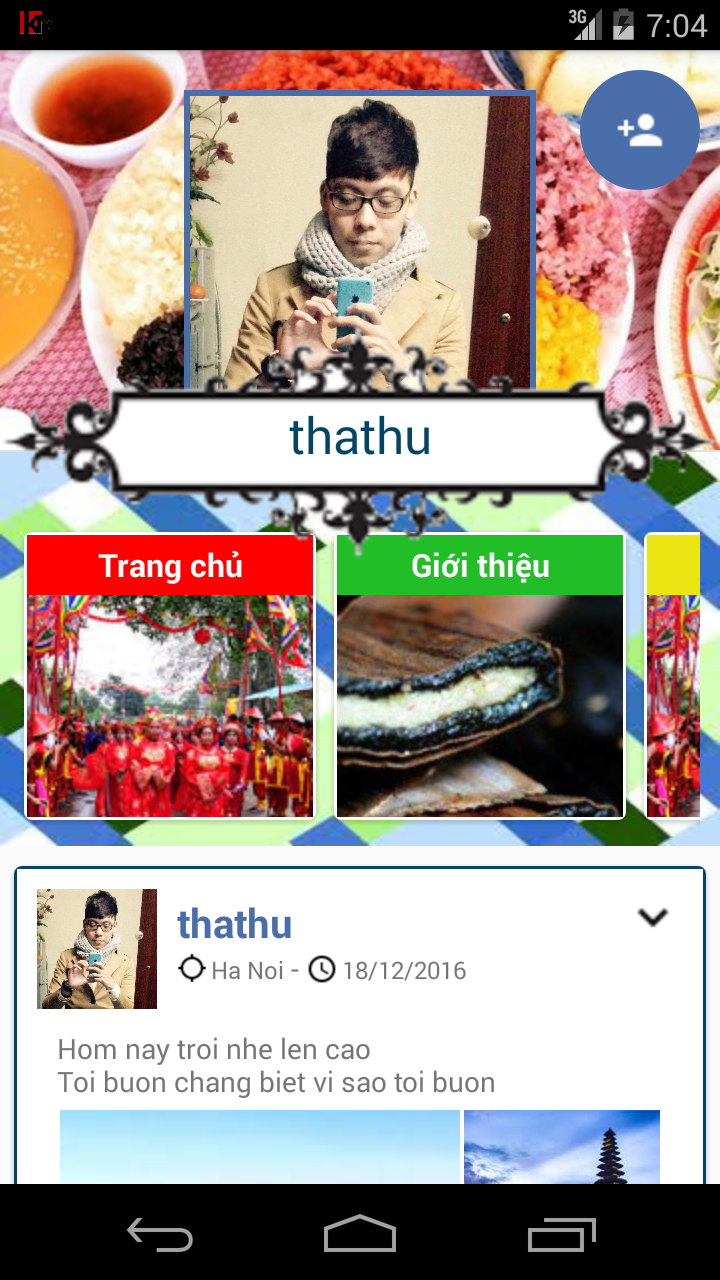 3G 7:04
thathu
Trang chủ
Giới thiệu
thathu
Ha Noi - 18/12/2016
Hom nay troi nhe len cao
Toi buon chang biet vi sao toi buon